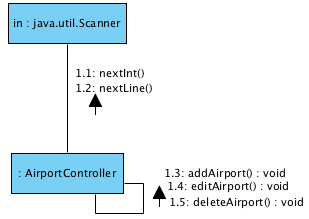 in : java.util.Scanner
1.1: nextInt()
1.2: nextLine()
: AirportController
1.3: addAirport() : void
1.4: editAirport() : void
1.5: deleteAirport() : void